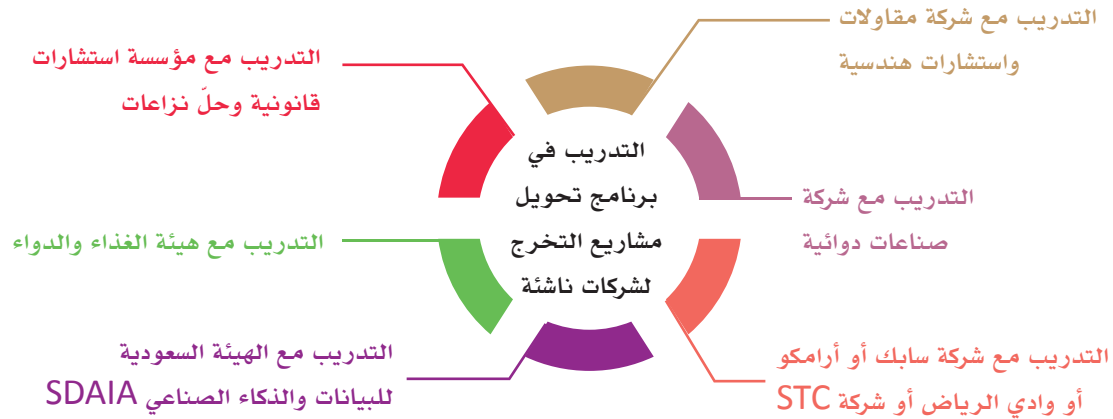 التدريب في
برنامج تحويل
مشاريع التخرج
لشركات ناشئة
التدريب مع شركة مقاولات
واستشارات هندسية
التدريب مع شركة
صناعات دوائية
التدريب مع شركة سابك أو أرامكو
أو وادي الرياض أو شركة STC
التدريب مع الهيئة السعودية
للبيانات والذكاء الصناعي SDAIA
التدريب مع هيئة الغذاء والدواء
التدريب مع مؤسسة استشارات
قانونية وحلّ نزاعات